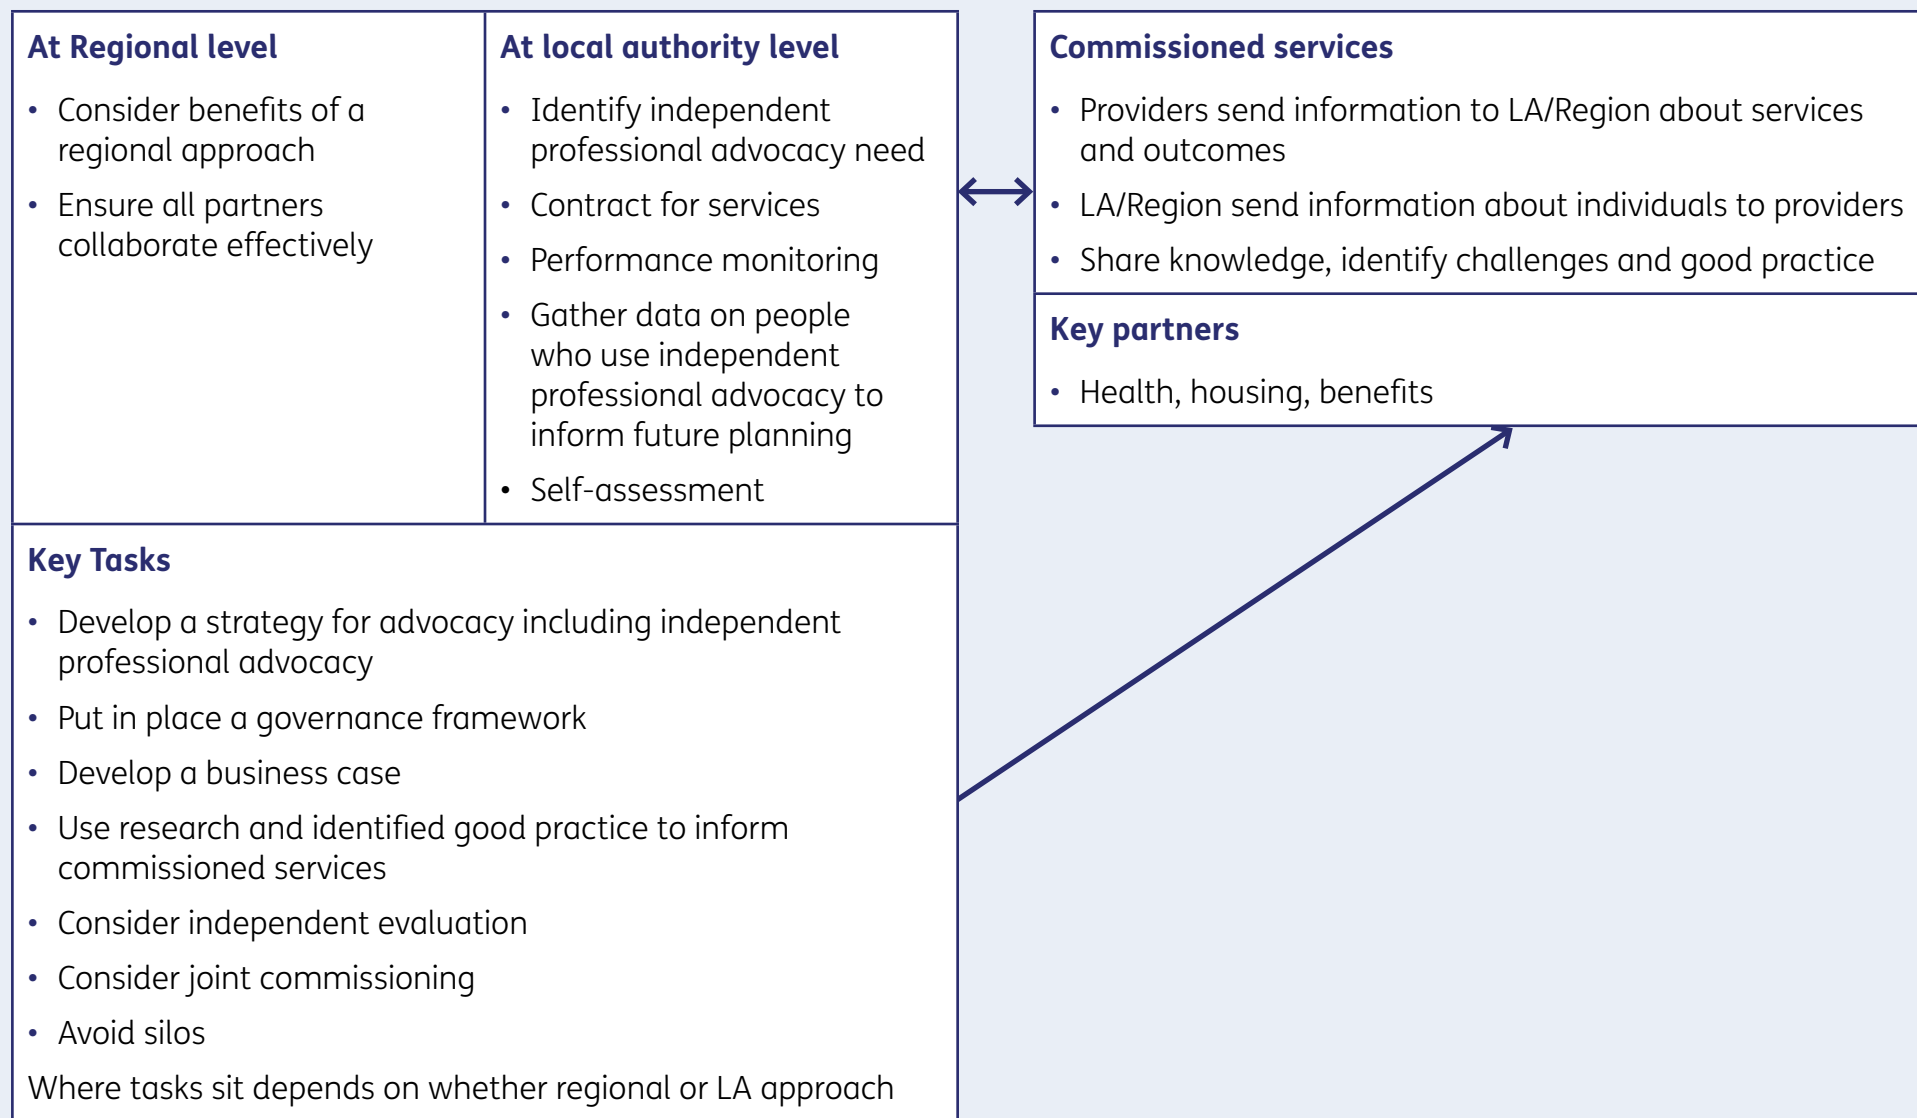 At Regional level
• Consider benefits of a
regional approach
• Ensure all partners
collaborate effectively
At local authority level
• Identify independent
professional advocacy need
• Contract for services
• Performance monitoring
• Gather data on people
who use independent
professional advocacy to
inform future planning
• Self-assessment
Key Tasks
• Develop a strategy for advocacy including independent
professional advocacy
• Put in place a governance framework
• Develop a business case
• Use research and identified good practice to inform
commissioned services
• Consider independent evaluation
• Consider joint commissioning
• Avoid silos
Where tasks sit depends on whether regional or LA approach
Commissioned services
• Providers send information to LA/Region about services
and outcomes
• LA/Region send information about individuals to providers
• Share knowledge, identify challenges and good practice
Key partners
• Health, housing, benefits